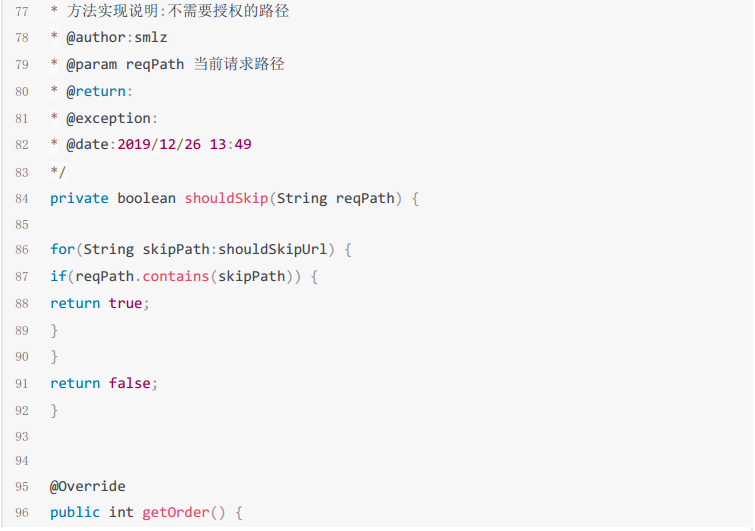 77 * 方法实现说明:不需要授权的路径
78 * @author:smlz
79 * @param reqPath 当前请求路径
80 * @return:
81 * @exception:
82 * @date:2019/12/26 13:49
83 */
84 private boolean shouldSkip(String reqPath) {
85
86 for(String skipPath:shouldSkipUrl) {
87 if(reqPath.contains(skipPath)) {
88 return true;
89 }
90 }
91 return false;
92 }
93
94
95 @Override
96 public int getOrder() {